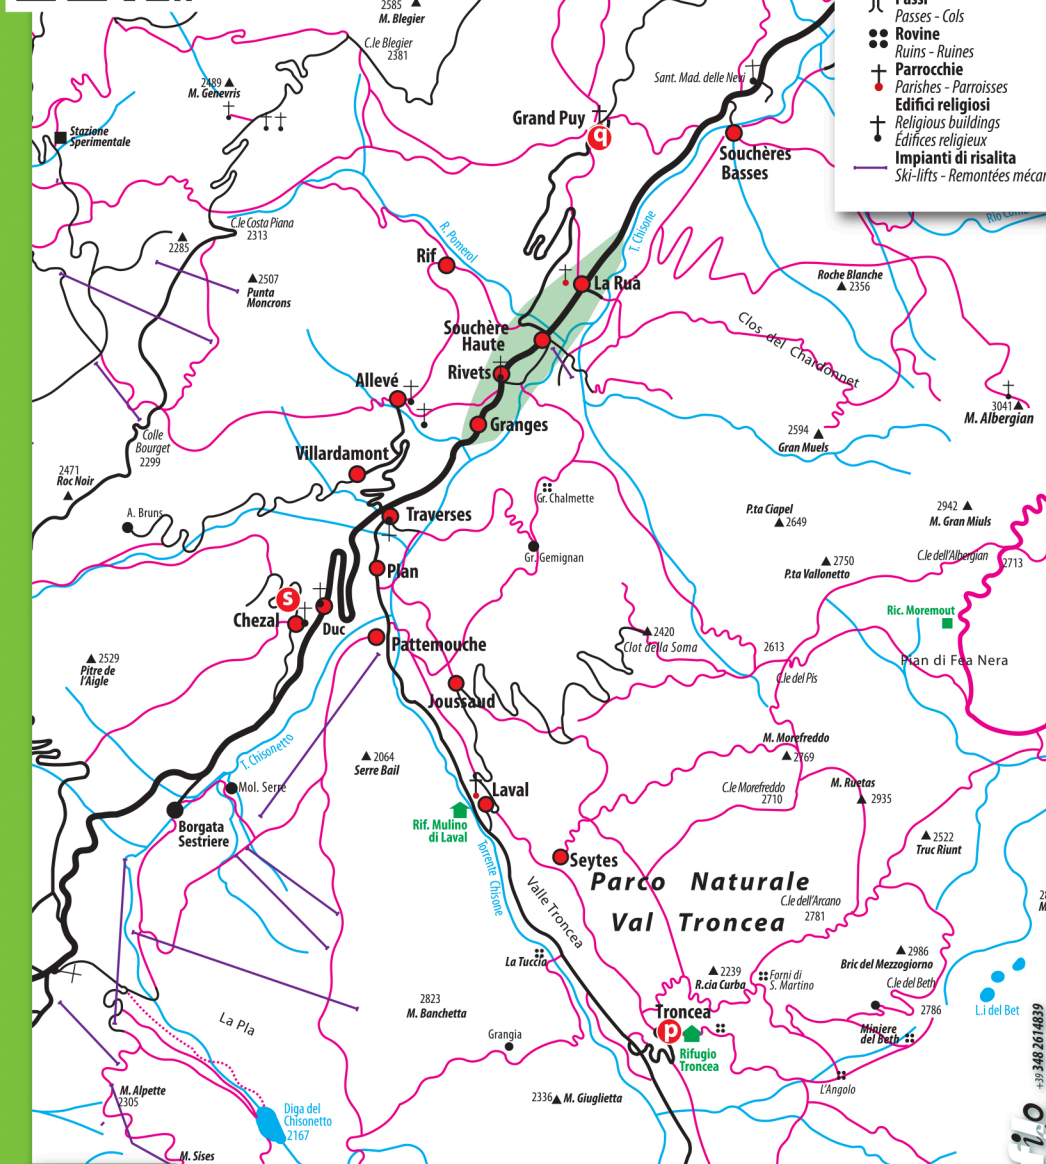 2585
M. Blegier
C.le Blegier
2381
Passi
Passes - Cols
Rovine
Ruins - Ruines
Parrocchie
Parishes - Parroisses
Edifici religiosi
Religious buildings
Édifices religieux
Impianti di risalita
Ski-lifts - Remontées mécan
2489
M. Genevris
Sant. Mad. delle Nevi
Stazione
Sperimentale
Grand Puy
q
Souchères
Basses
C.le Costa Piana
2313
2285
R. Pomerol
T. Chisone
Rif
2507
Punta
Moncrons
La Ruà
Roche Blanche
2356
Souchère
Haute
Clos del Chardonnet
Rivets
Allevé
3041
M. Albergian
Granges
Colle
Bourget
2299
2594
Gran Muels
Villardamont
2471
Roc Noir
Gr. Chalmette
A. Bruns
Traverses
P.ta Ciapel
2649
2942
M. Gran Miuls
Gr. Gemignan
C.le dell'Albergian
2713
Plan
2750
P.ta Vallonetto
s
Chezal
Duc
Ric. Moremout
Pattemouche
2420
Clot della Soma
2613
Pian di Fea Nera
2529
Pitre de
l'Aigle
C.le del Pis
Joussaud
T. Chisonetto
M. Morefreddo
2769
2064
Serre Bail
Mol. Serre
Laval
C.le Morefreddo
2710
M. Ruetas
2935
Borgata
Sestriere
Rif. Mulino
di Laval
2522
Truc Riunt
Torrente Chisone
Seytes
Valle Troncea
Parco Naturale
Val Troncea
C.le dell'Arcano
2781
La Tuccia
2986
Bric del Mezzogiorno
2239
R.cia Curba
Forni di
S. Martino
C.le del Beth
2786
2823
M. Banchetta
La Pla
Troncea
p
L.i del Bet
Grangia
Miniere
del Beth
Rifugio
Troncea
L'Angolo
M. Alpette
2305
2336
M. Giuglietta
Diga del
Chisonetto
2167
M. Sises
+39 348 2614839